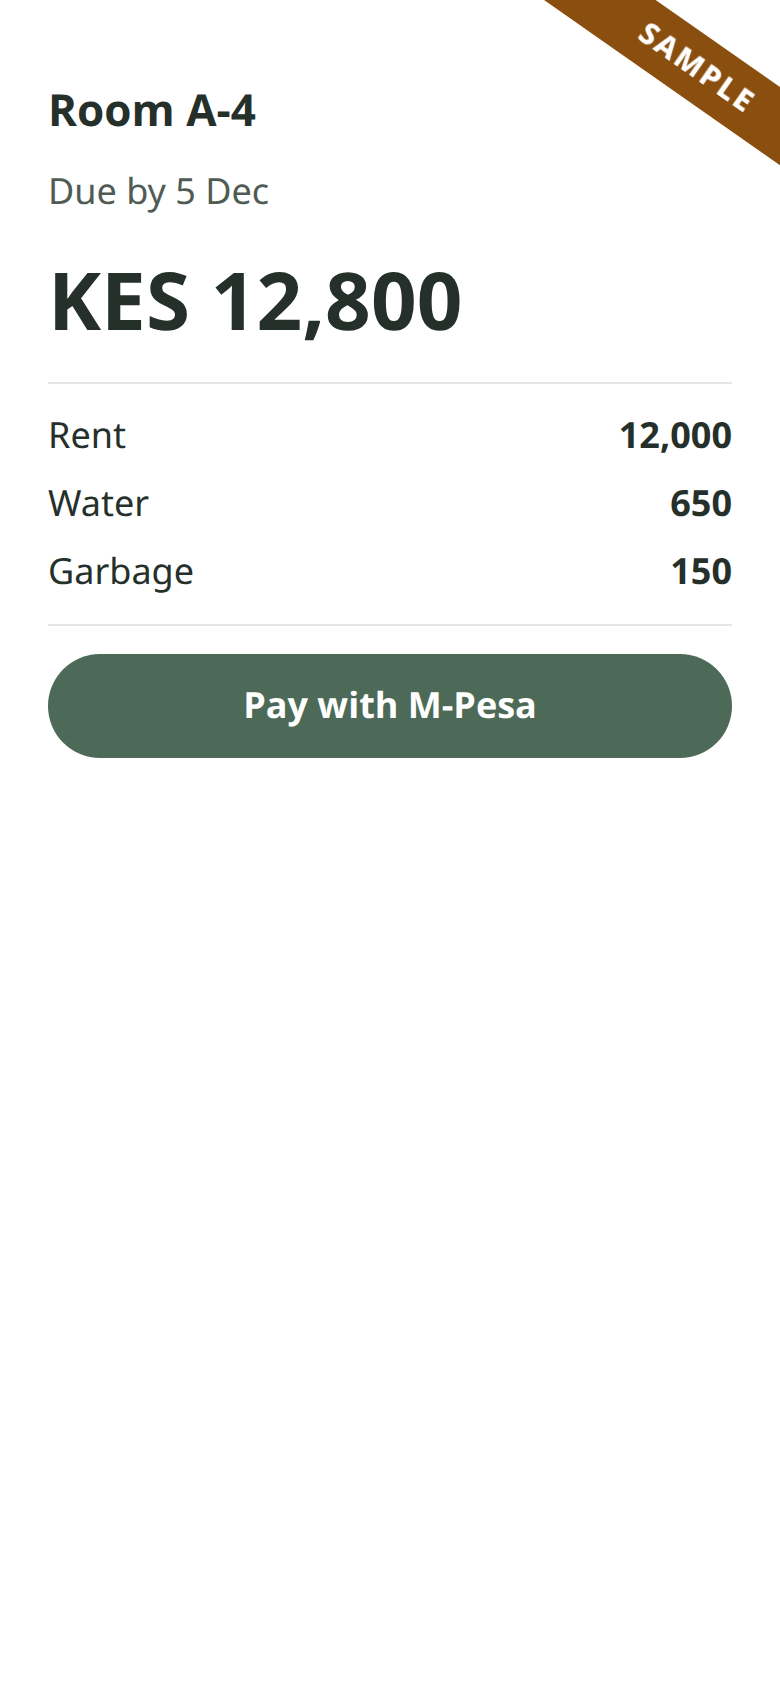 SAMPLE
Room A-4
Due by 5 Dec
KES 12,800
Rent 12,000
Water 650
Garbage 150
Pay with M-Pesa